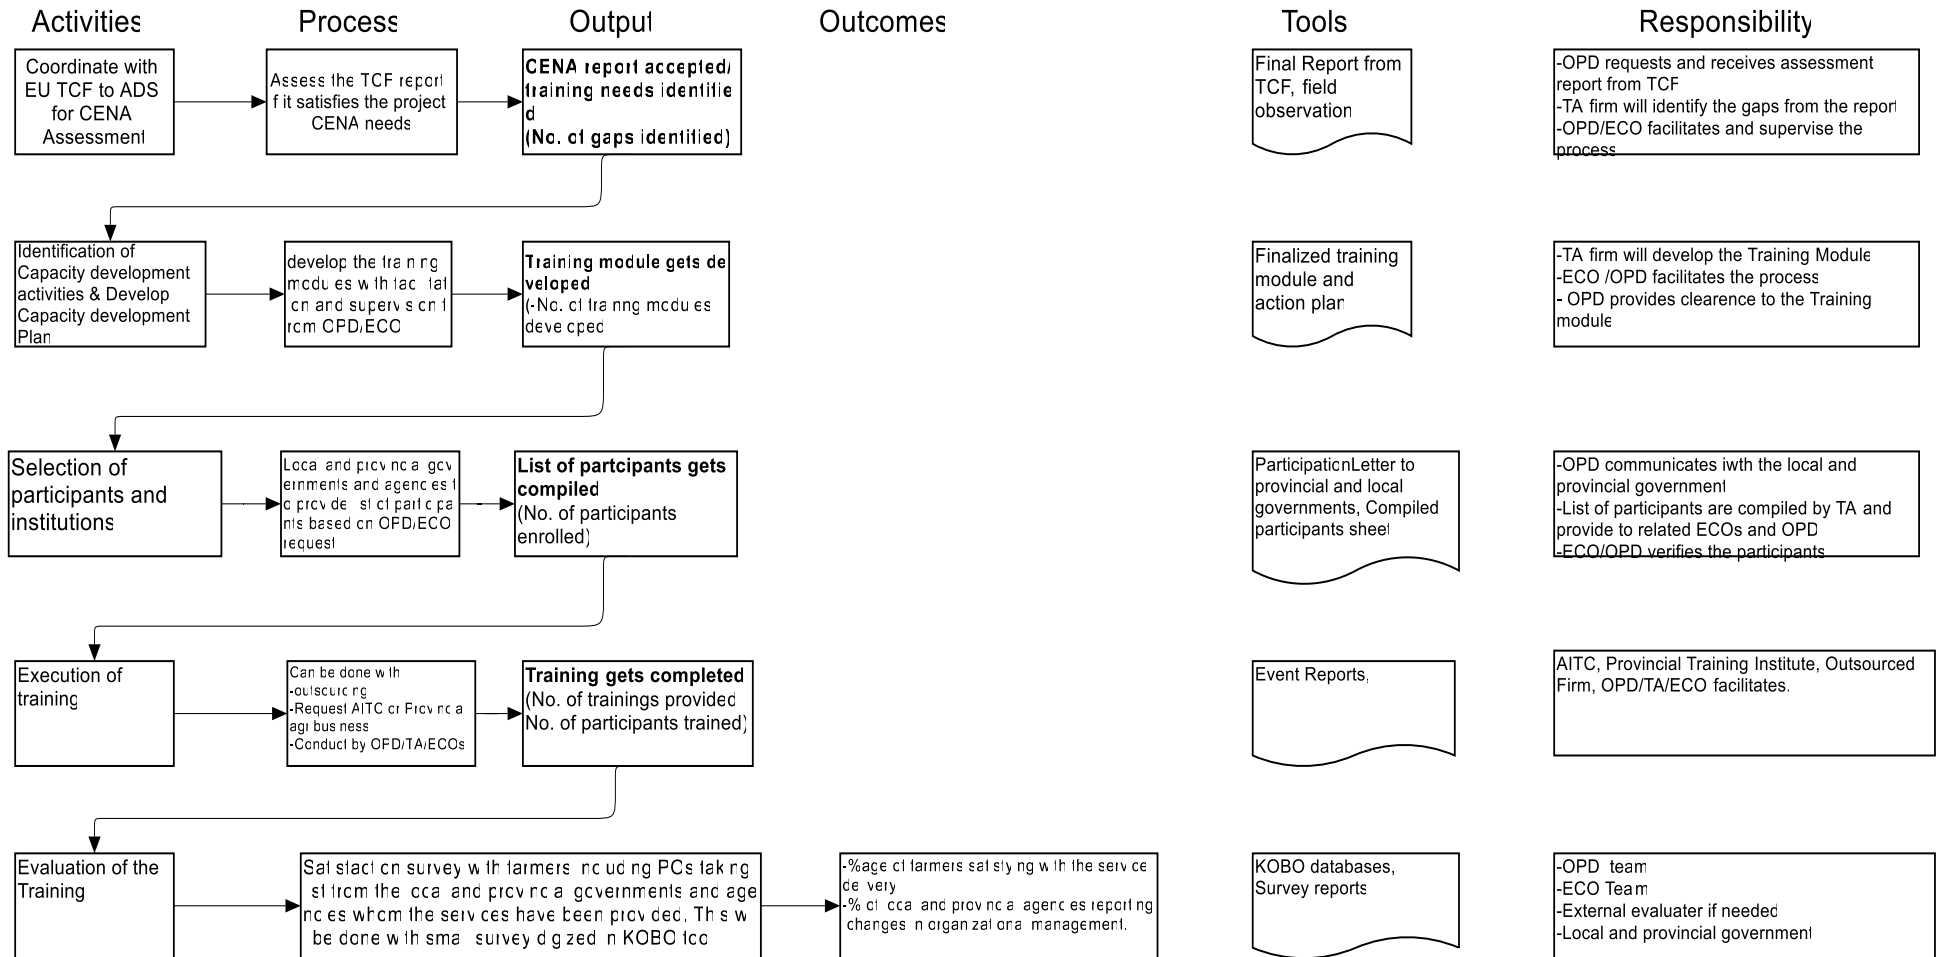 Activities
Process
Output
Outcomes
Tools
Responsibility
Coordinate with
EU TCF to ADS
for CENA
Assessment
Assess the TCF report
if it satisfies the project
CENA needs
CENA report accepted/
training needs identifie
d
(No. of gaps identified)
Final Report from
TCF, field
observation
-OPD requests and receives assessment
report from TCF
-TA firm will identify the gaps from the report
-OPD/ECO facilitates and supervise the
process
Identification of
Capacity development
activities & Develop
Capacity development
Plan
develop the training
modules with facilitat
ion and supervision f
rom OPD/ECO
Training module gets de
veloped
(-No. of trainng modules
developed
Finalized training
module and
action plan
-TA firm will develop the Training Module
-ECO /OPD facilitates the process
- OPD provides clearence to the Training
module
Selection of
participants and
institutions
Local and provincial gov
ernments and agencies t
o provide list of participa
nts based on OPD/ECO
request
List of partcipants gets
compiled
(No. of participants
enrolled)
ParticipationLetter to
provincial and local
governments, Compiled
participants sheet
-OPD communicates iwth the local and
provincial government
-List of participants are compiled by TA and
provide to related ECOs and OPD
-ECO/OPD verifies the participants
Execution of
training
Can be done with
-outsourcing
-Request AITC or Provincial
agribusiness
-Conduct by OPD/TA/ECOs
Training gets completed
(No. of trainings provided
No. of participants trained)
Event Reports,
AITC, Provincial Training Institute, Outsourced
Firm, OPD/TA/ECO facilitates.
Evaluation of the
Training
Satisfaction survey with farmers including PCs taking
list from the local and provincial governments and age
ncies whom the services have been provided. This wi
ll be done with small survey digized in KOBO tool
-%age of farmers satisfying with the service
delivery
-% of local and provincial agencies reporting
changes in organizational management.
KOBO databases,
Survey reports
-OPD team
-ECO Team
-External evaluater if needed
-Local and provincial government